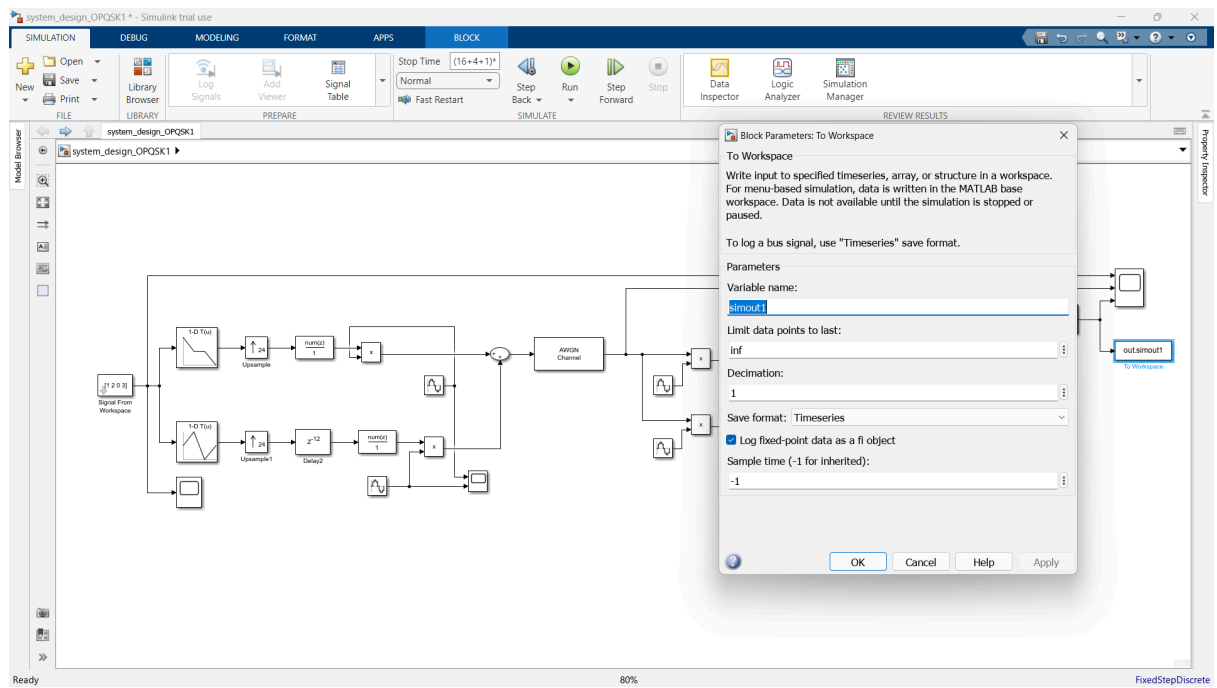 system_design_OPQSK1 * - Simulink trial use
SIMULATION
DEBUG
MODELING
FORMAT
APPS
BLOCK
New
Open
Save
Print
FILE
Library Browser
LIBRARY
Log Signals
Add Viewer
Signal Table
PREPARE
Stop Time (16+4+1)*
Normal
Fast Restart
Step Back
Run
Step Forward
Stop
SIMULATE
Data Inspector
Logic Analyzer
Simulation Manager
REVIEW RESULTS
Model Browser
system_design_OPQSK1
system_design_OPQSK1
Property Inspector
Block Parameters: To Workspace
To Workspace
Write input to specified timeseries, array, or structure in a workspace.
For menu-based simulation, data is written in the MATLAB base
workspace. Data is not available until the simulation is stopped or
paused.
To log a bus signal, use "Timeseries" save format.
Parameters
Variable name:
simout1
Limit data points to last:
inf
Decimation:
1
Save format: Timeseries
Log fixed-point data as a fi object
Sample time (-1 for inherited):
-1
OK
Cancel
Help
Apply
1-D T(u)
24
Upsample
num(z)
1
x
[1 2 0 3]
Signal From
Workspace
1-D T(u)
24
Upsample1
z-12
Delay2
num(z)
1
x
AWGN
Channel
x
x
out.simout1
To Workspace
Ready
80%
FixedStepDiscrete